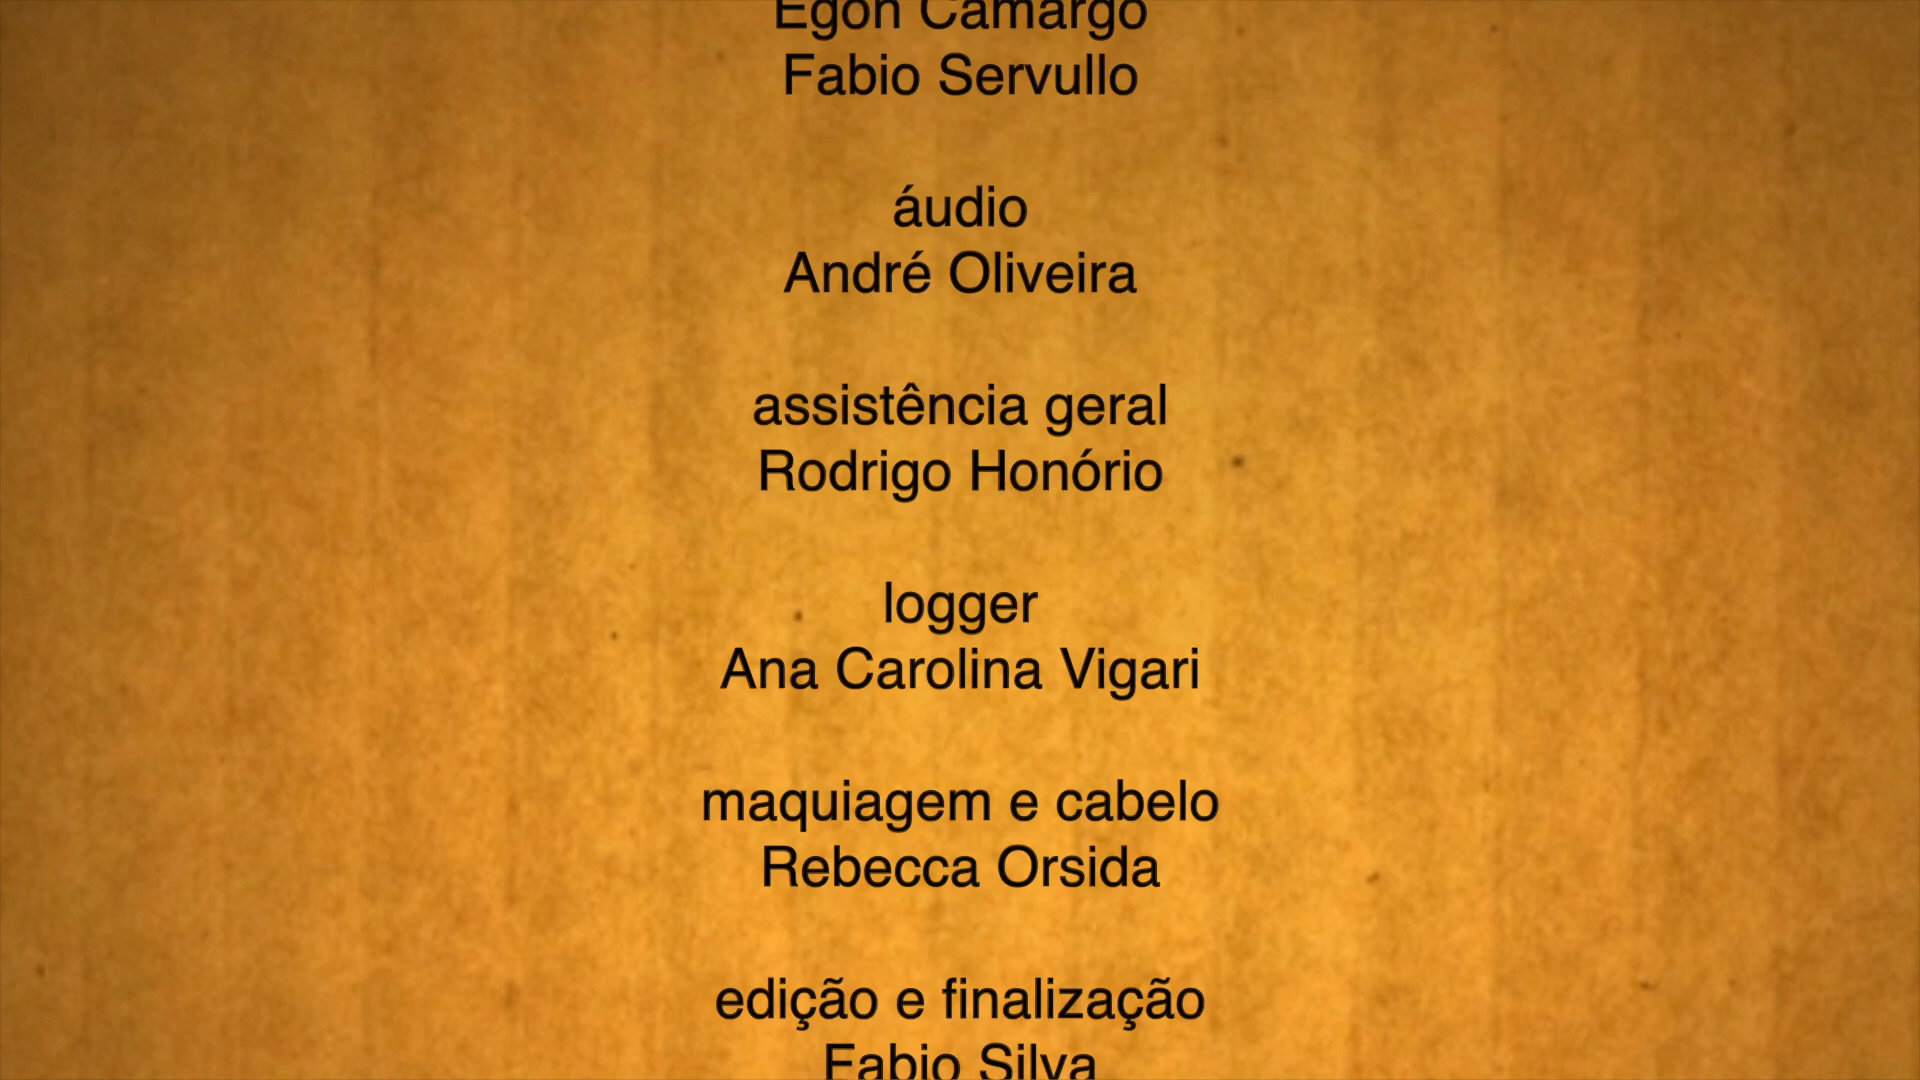 Egon Camargo
Fabio Servullo
áudio
André Oliveira
assistência geral
Rodrigo Honório
logger
Ana Carolina Vigari
maquiagem e cabelo
Rebecca Orsida
edição e finalização
Fabio Silva